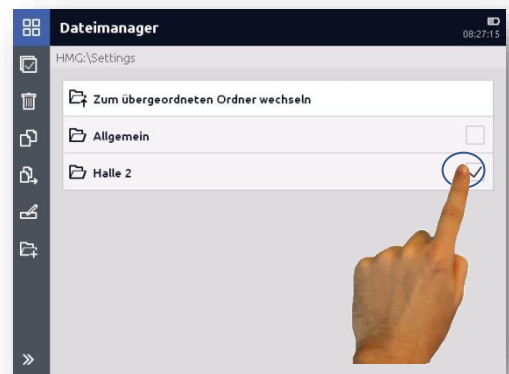 Dateimanager
08:27:15
HMG:\Settings
Zum übergeordneten Ordner wechseln
Allgemein
Halle 2